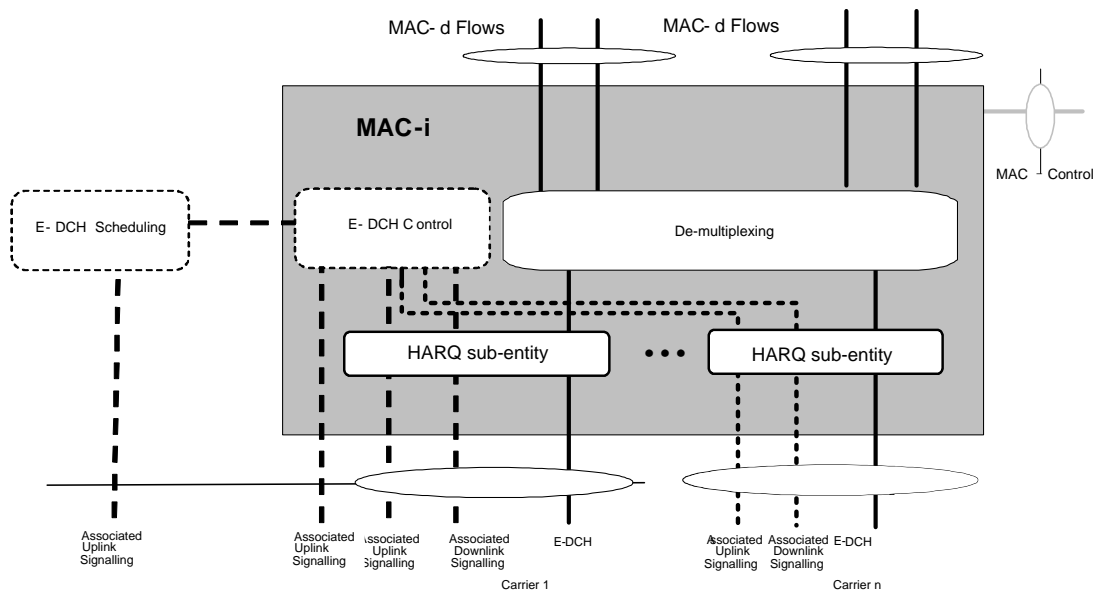 MAC- d Flows
MAC- d Flows
MAC-i
MAC - Control
E- DCH Scheduling
E- DCH Control
De-multiplexing
HARQ sub-entity
•••
HARQ sub-entity
Associated
Uplink
Signalling
Associated
Uplink
Signalling
Associated
Uplink
Signalling
Associated
Downlink
Signalling
E-DCH
Associated
Uplink
Signalling
Associated
Downlink
Signalling
E-DCH
Carrier 1
Carrier n